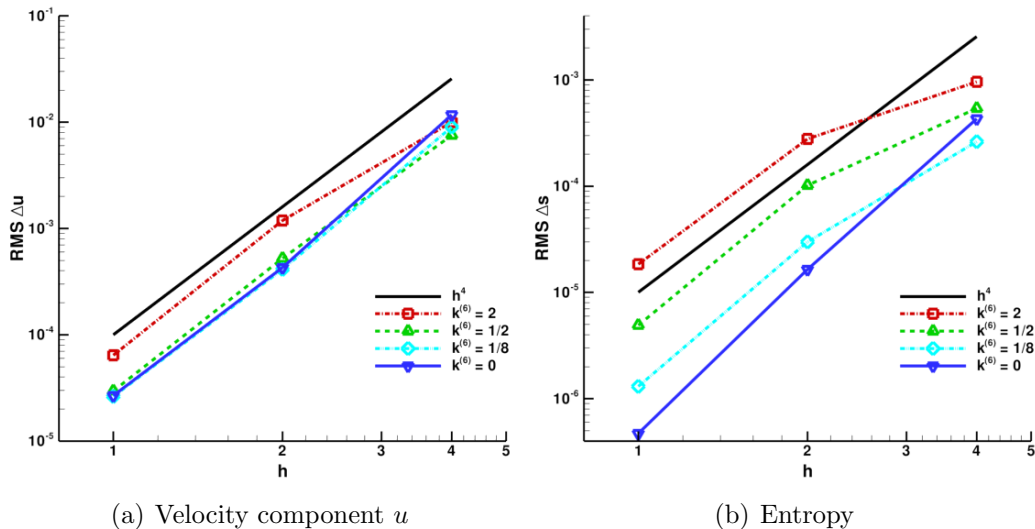 10⁻¹
10⁻²
10⁻³
10⁻⁴
10⁻⁵
RMS Δu
h⁴
k⁽⁶⁾ = 2
k⁽⁶⁾ = 1/2
k⁽⁶⁾ = 1/8
k⁽⁶⁾ = 0
1 2 3 4 5
h
(a) Velocity component u
10⁻³
10⁻⁴
10⁻⁵
10⁻⁶
RMS Δs
h⁴
k⁽⁶⁾ = 2
k⁽⁶⁾ = 1/2
k⁽⁶⁾ = 1/8
k⁽⁶⁾ = 0
1 2 3 4 5
h
(b) Entropy